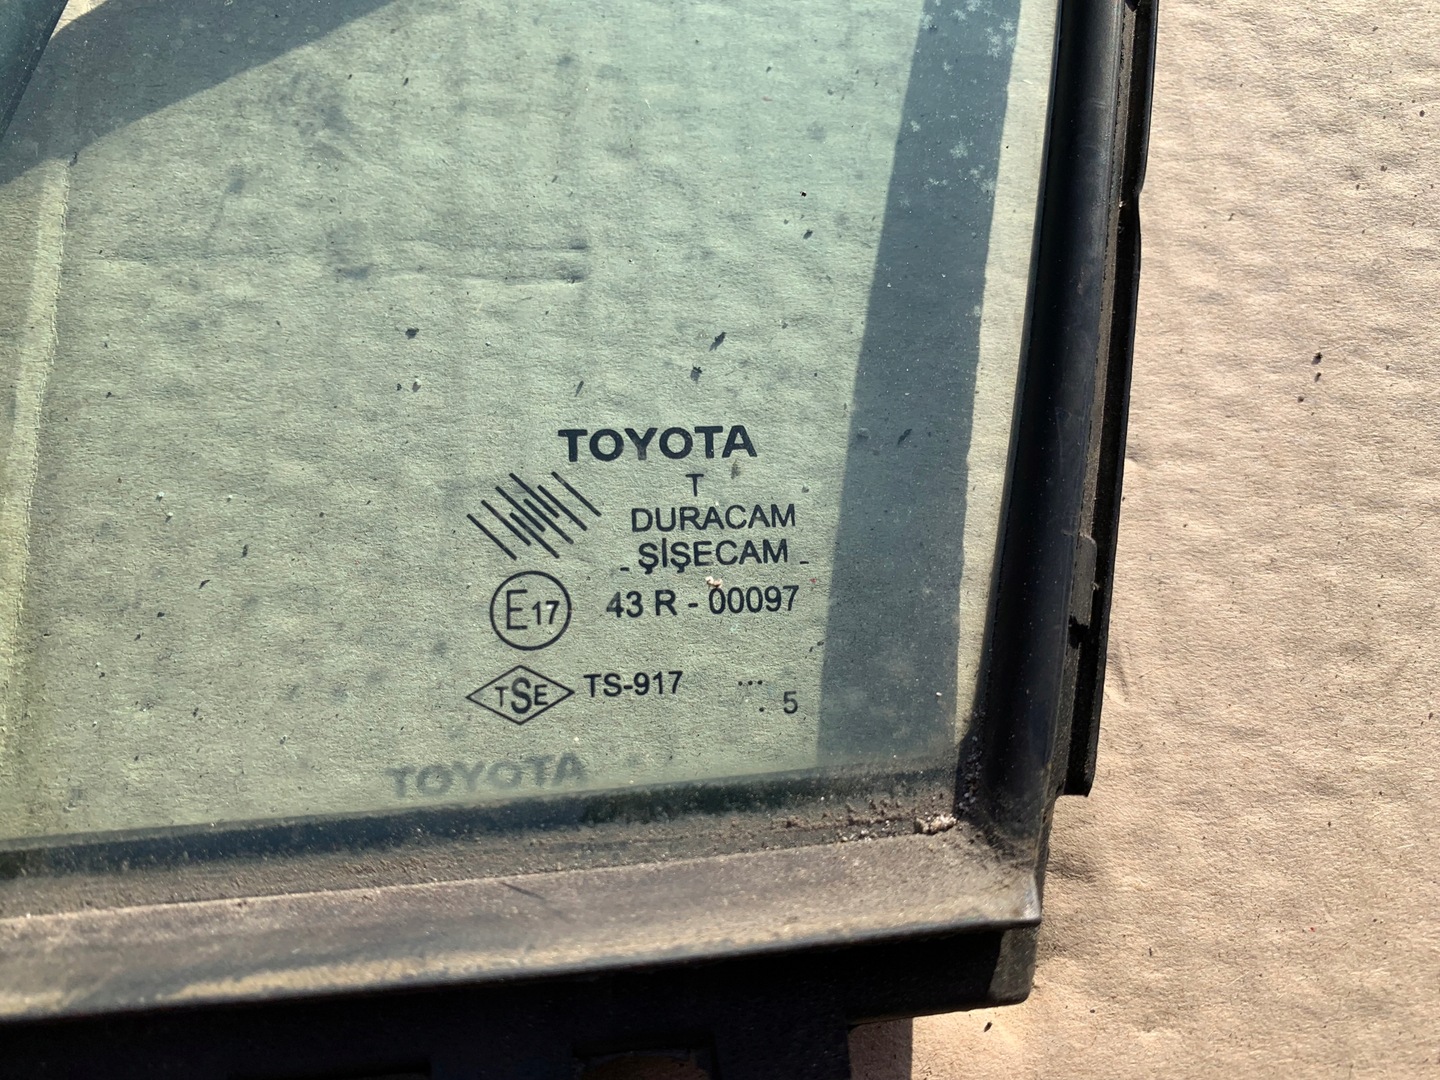 TOYOTA
T
DURACAM
- ŞİŞECAM -
E17 43 R - 00097
TSE TS-917 ...
. 5
TOYOTA